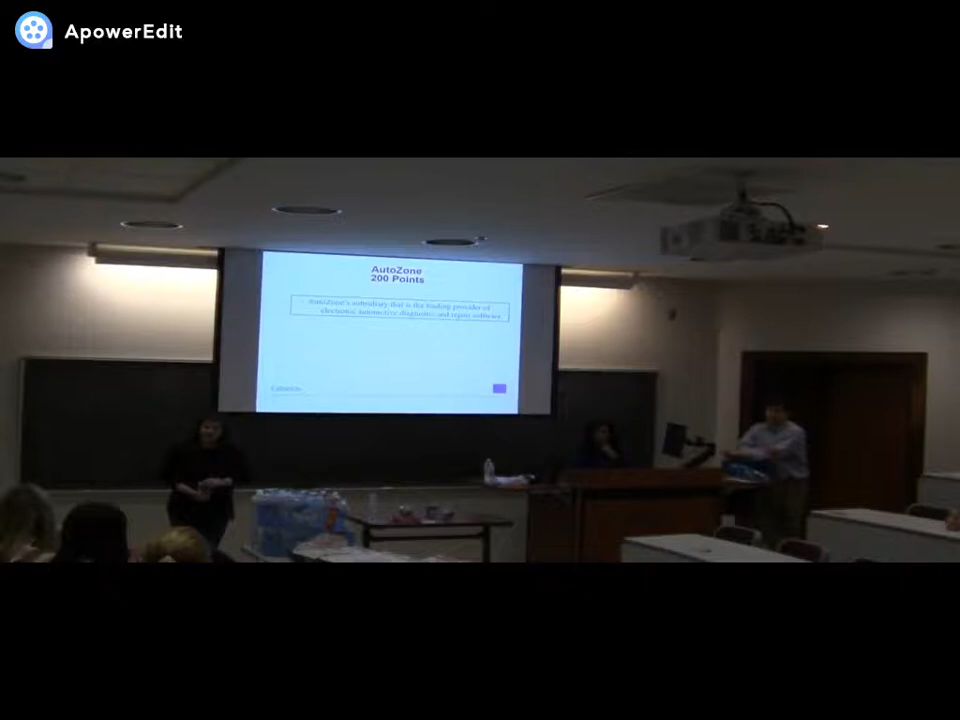 ApowerEdit
AutoZone
200 Points
AutoZone's subsidiary that is the leading provider of
electronic automotive diagnostic and repair software